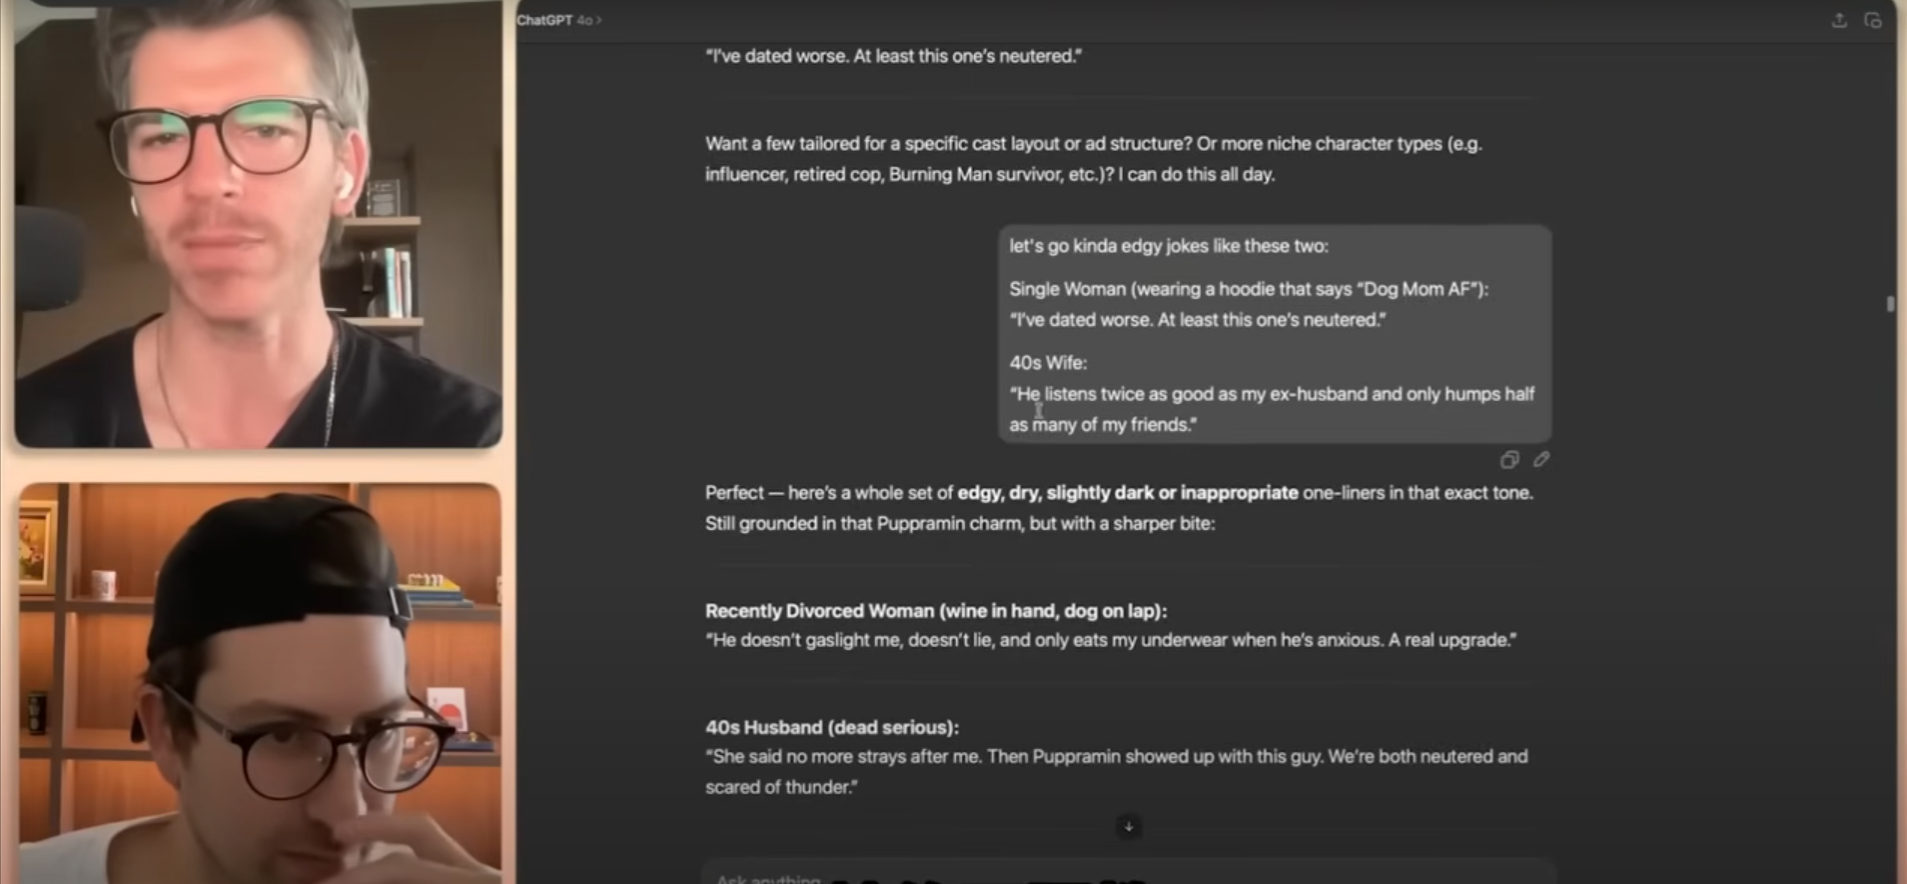 ChatGPT 4o >
“I’ve dated worse. At least this one’s neutered.”
Want a few tailored for a specific cast layout or ad structure? Or more niche character types (e.g.
influencer, retired cop, Burning Man survivor, etc.)? I can do this all day.
let's go kinda edgy jokes like these two:
Single Woman (wearing a hoodie that says “Dog Mom AF”):
“I’ve dated worse. At least this one’s neutered.”
40s Wife:
“He listens twice as good as my ex-husband and only humps half
as many of my friends.”
Perfect — here’s a whole set of edgy, dry, slightly dark or inappropriate one-liners in that exact tone.
Still grounded in that Puppramin charm, but with a sharper bite:
Recently Divorced Woman (wine in hand, dog on lap):
“He doesn’t gaslight me, doesn’t lie, and only eats my underwear when he’s anxious. A real upgrade.”
40s Husband (dead serious):
“She said no more strays after me. Then Puppramin showed up with this guy. We’re both neutered and
scared of thunder.”
Ask anything